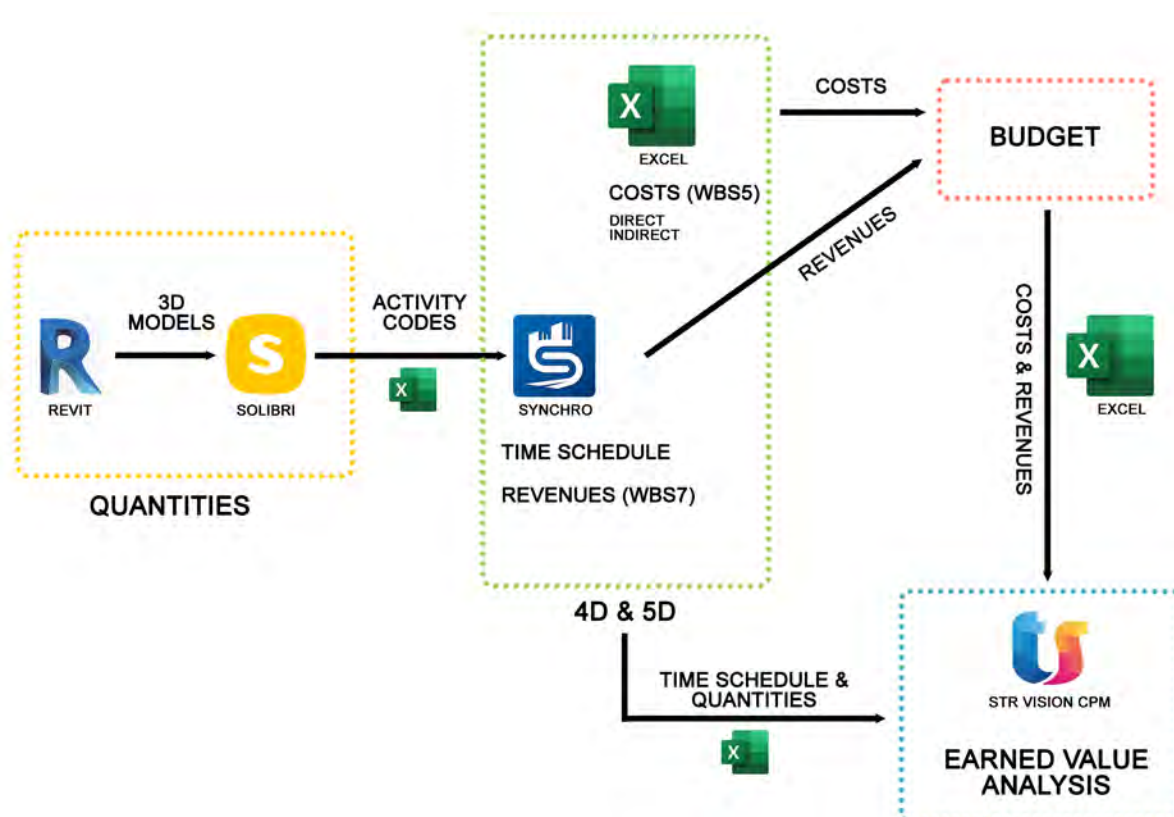 3D
MODELS
REVIT
S
SOLIBRI
QUANTITIES
ACTIVITY
CODES
X
X
EXCEL
COSTS (WBS5)
DIRECT
INDIRECT
SYNCHRO
TIME SCHEDULE
REVENUES (WBS7)
4D & 5D
COSTS
REVENUES
BUDGET
COSTS & REVENUES
X
EXCEL
TIME SCHEDULE &
QUANTITIES
X
STR VISION CPM
EARNED VALUE
ANALYSIS